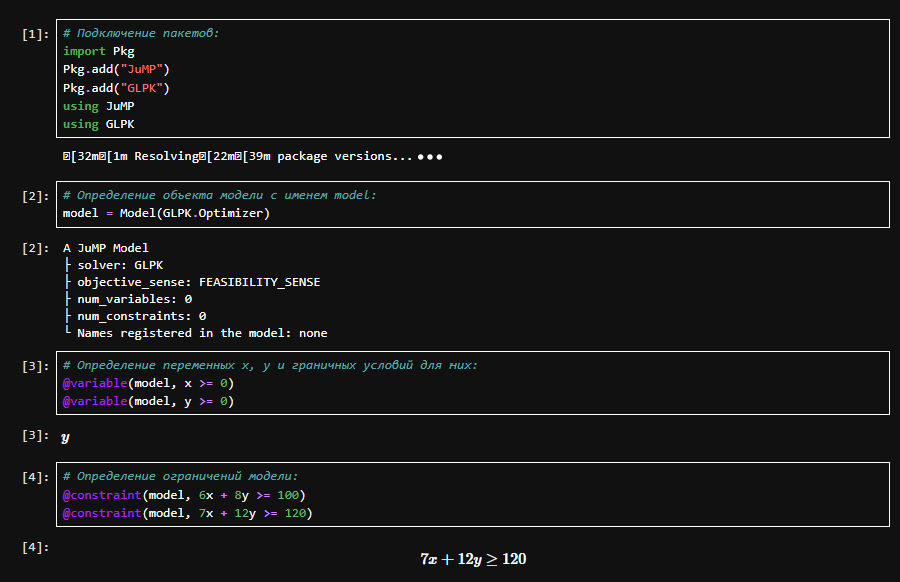 [1]: # Подключение пакетов:
import Pkg
Pkg.add("JuMP")
Pkg.add("GLPK")
using JuMP
using GLPK
�[32m�[1m Resolving�[22m�[39m package versions... •••
[2]: # Определение объекта модели с именем model:
model = Model(GLPK.Optimizer)
[2]: A JuMP Model
├ solver: GLPK
├ objective_sense: FEASIBILITY_SENSE
├ num_variables: 0
├ num_constraints: 0
└ Names registered in the model: none
[3]: # Определение переменных x, y и граничных условий для них:
@variable(model, x >= 0)
@variable(model, y >= 0)
[3]: y
[4]: # Определение ограничений модели:
@constraint(model, 6x + 8y >= 100)
@constraint(model, 7x + 12y >= 120)
[4]:
7x + 12y ≥ 120